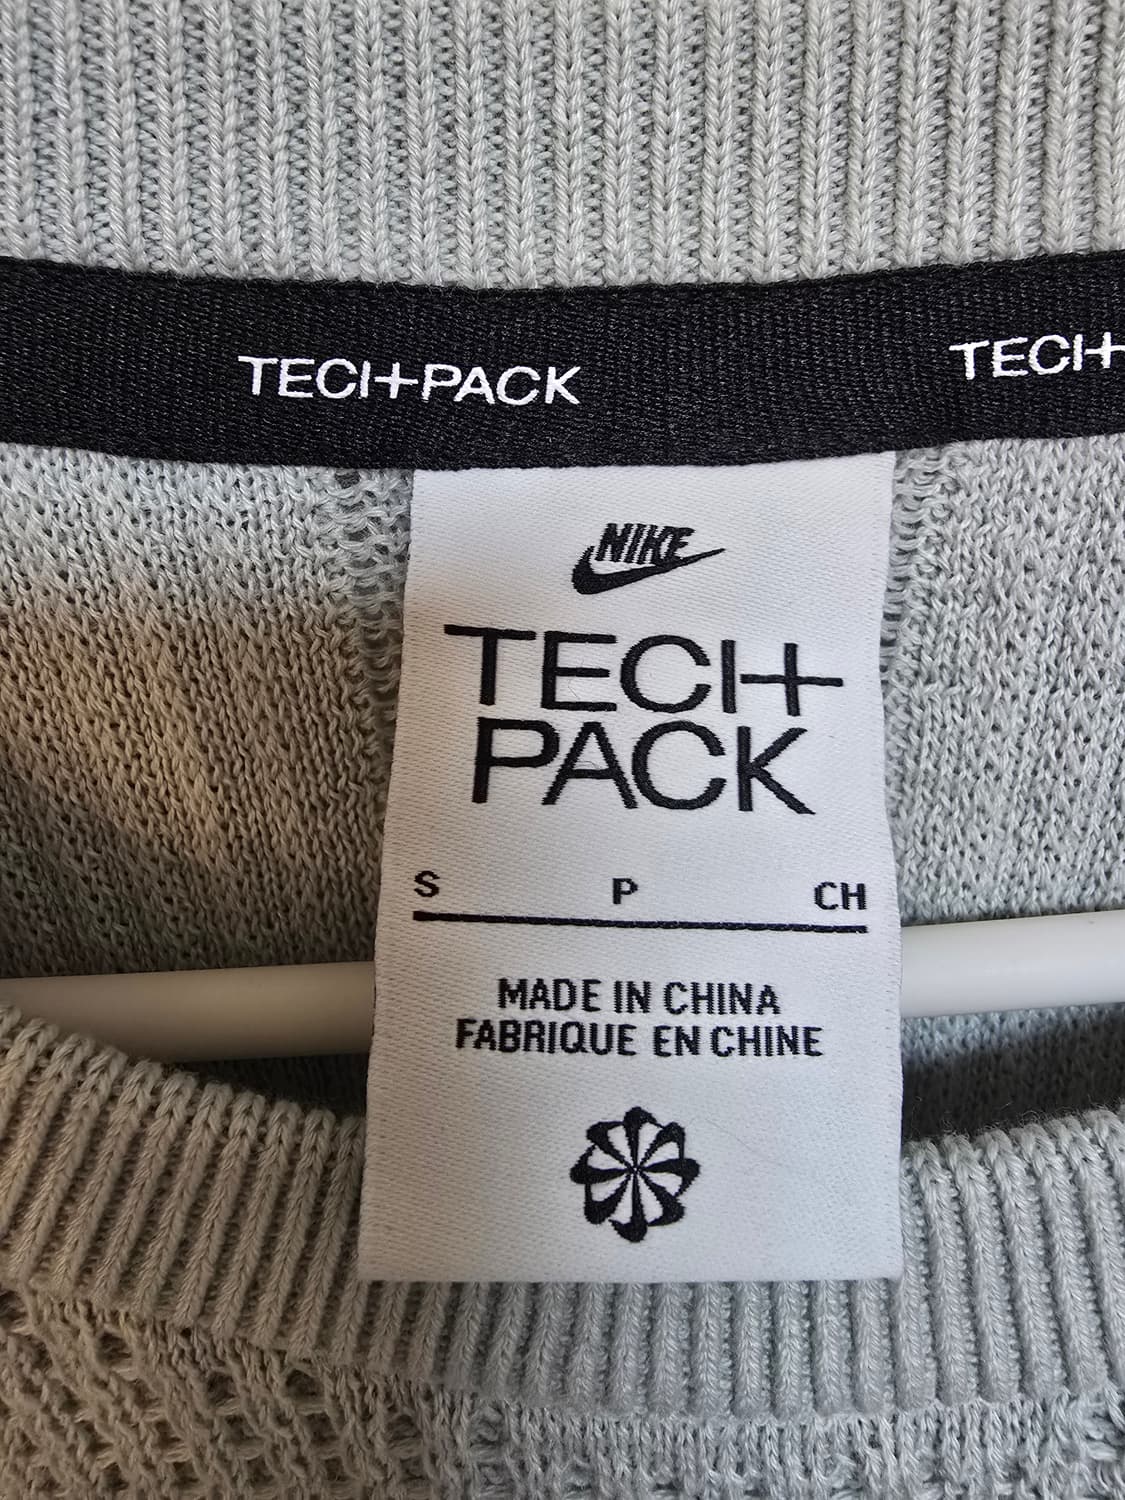 TECH+PACK
TECH+
NIKE
TECH+
PACK
S P CH
MADE IN CHINA
FABRIQUE EN CHINE